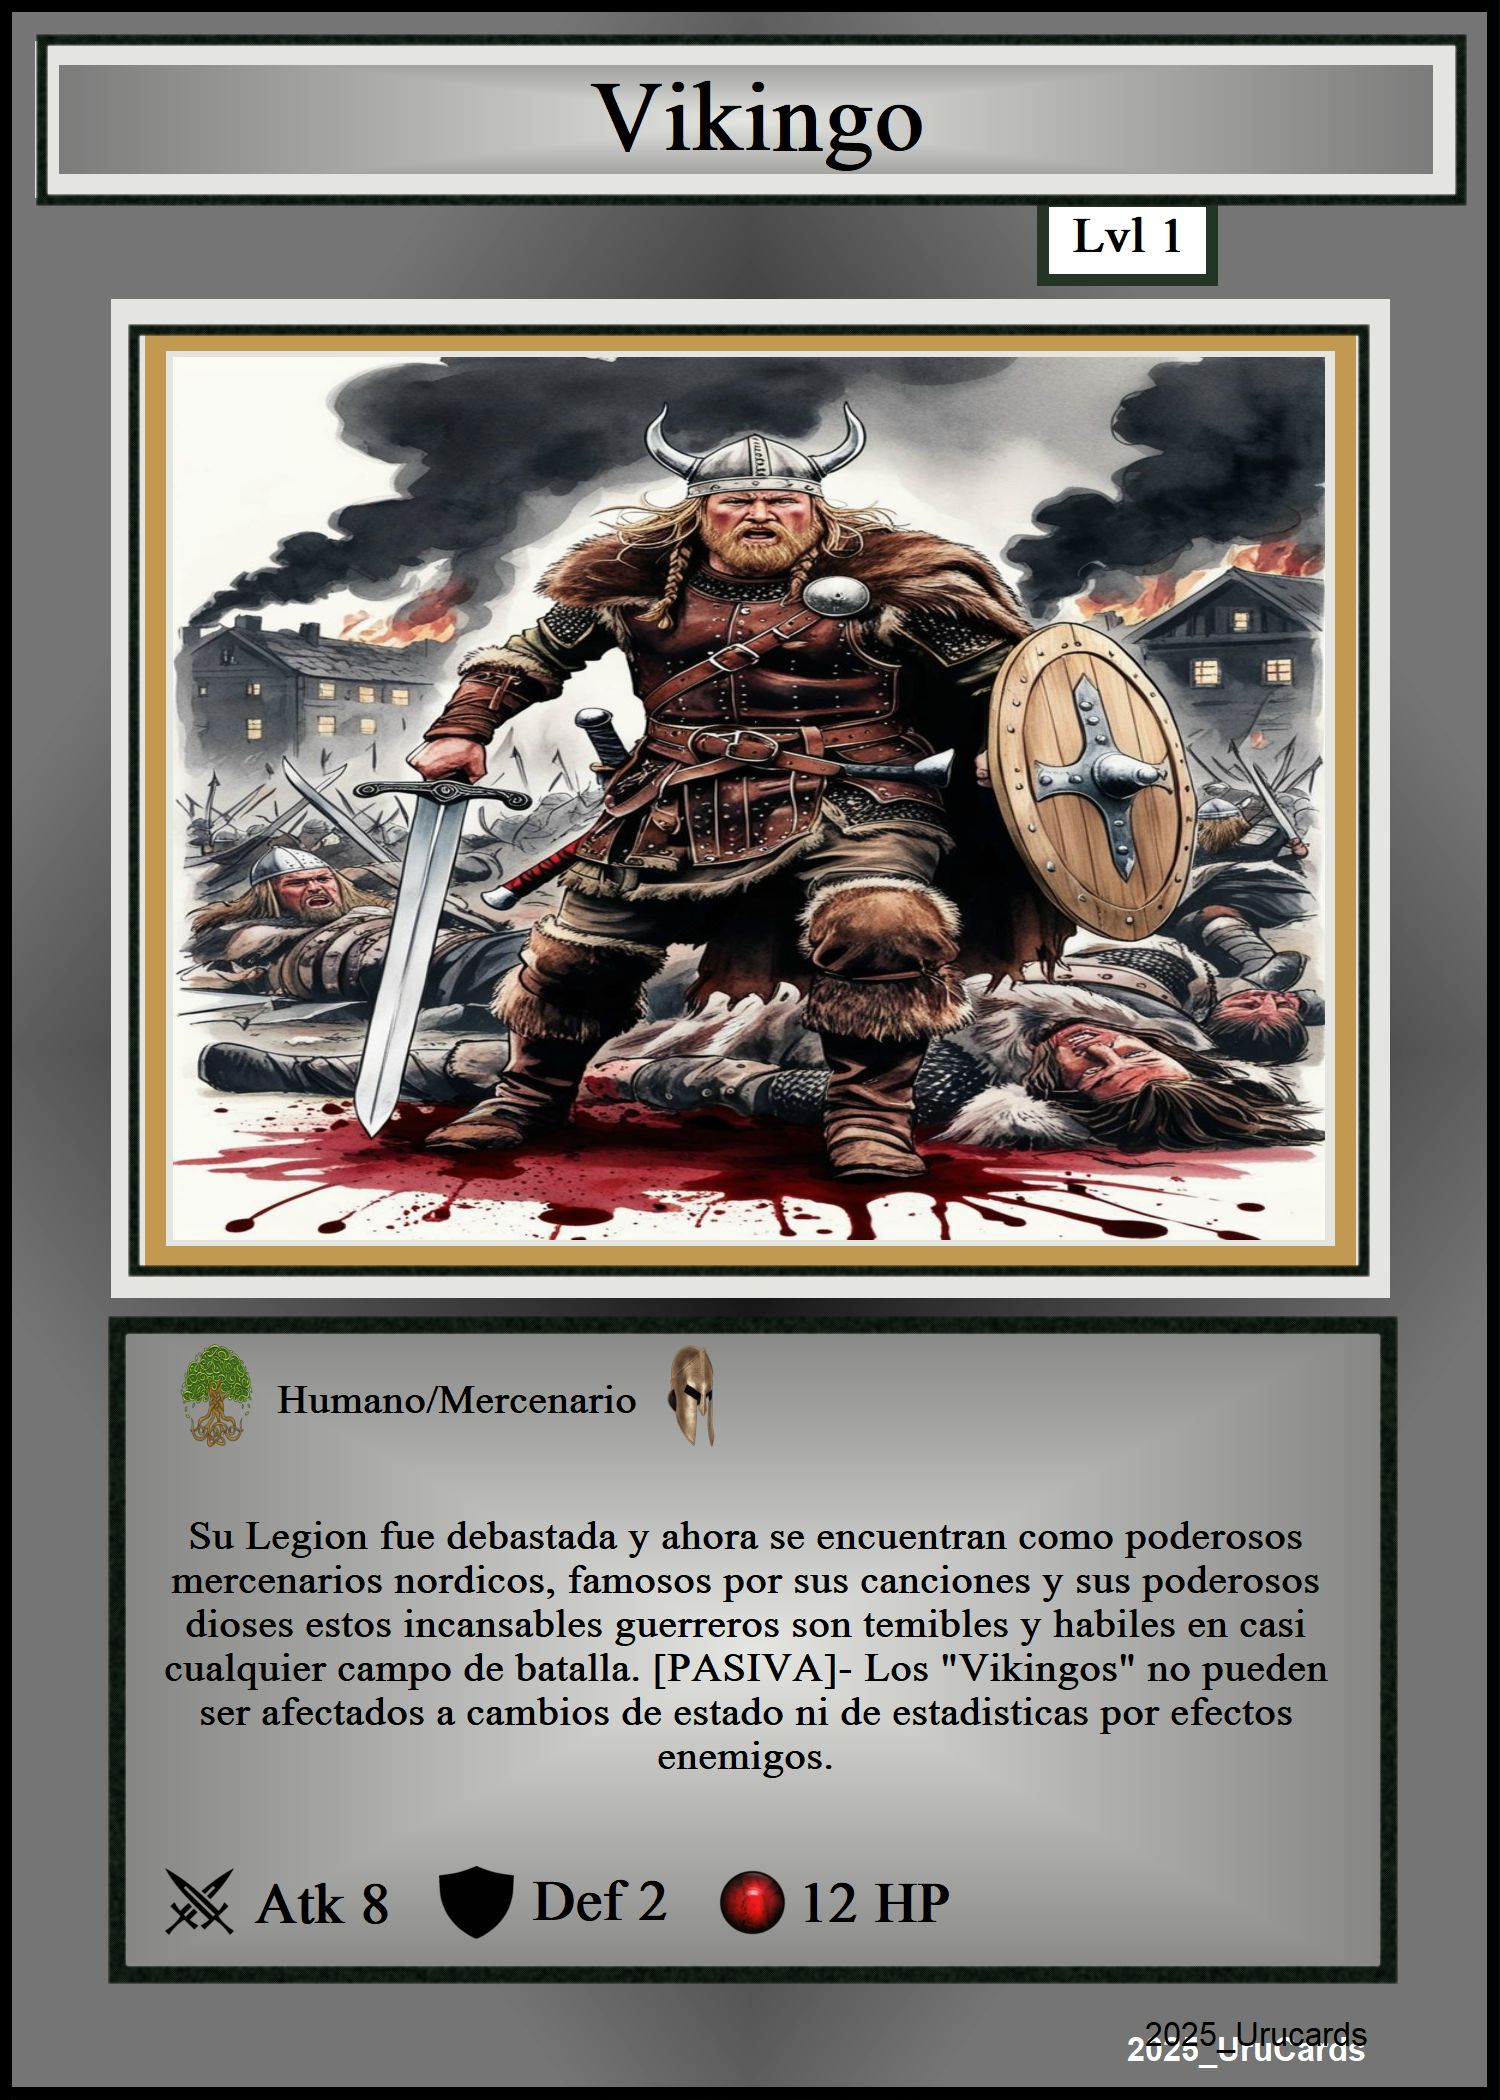 Vikingo
Lvl 1
Humano/Mercenario
Su Legion fue debastada y ahora se encuentran como poderosos
mercenarios nordicos, famosos por sus canciones y sus poderosos
dioses estos incansables guerreros son temibles y habiles en casi
cualquier campo de batalla. [PASIVA]- Los "Vikingos" no pueden
ser afectados a cambios de estado ni de estadisticas por efectos
enemigos.
Atk 8 Def 2 12 HP
2025_Urucards
2025_UruCards